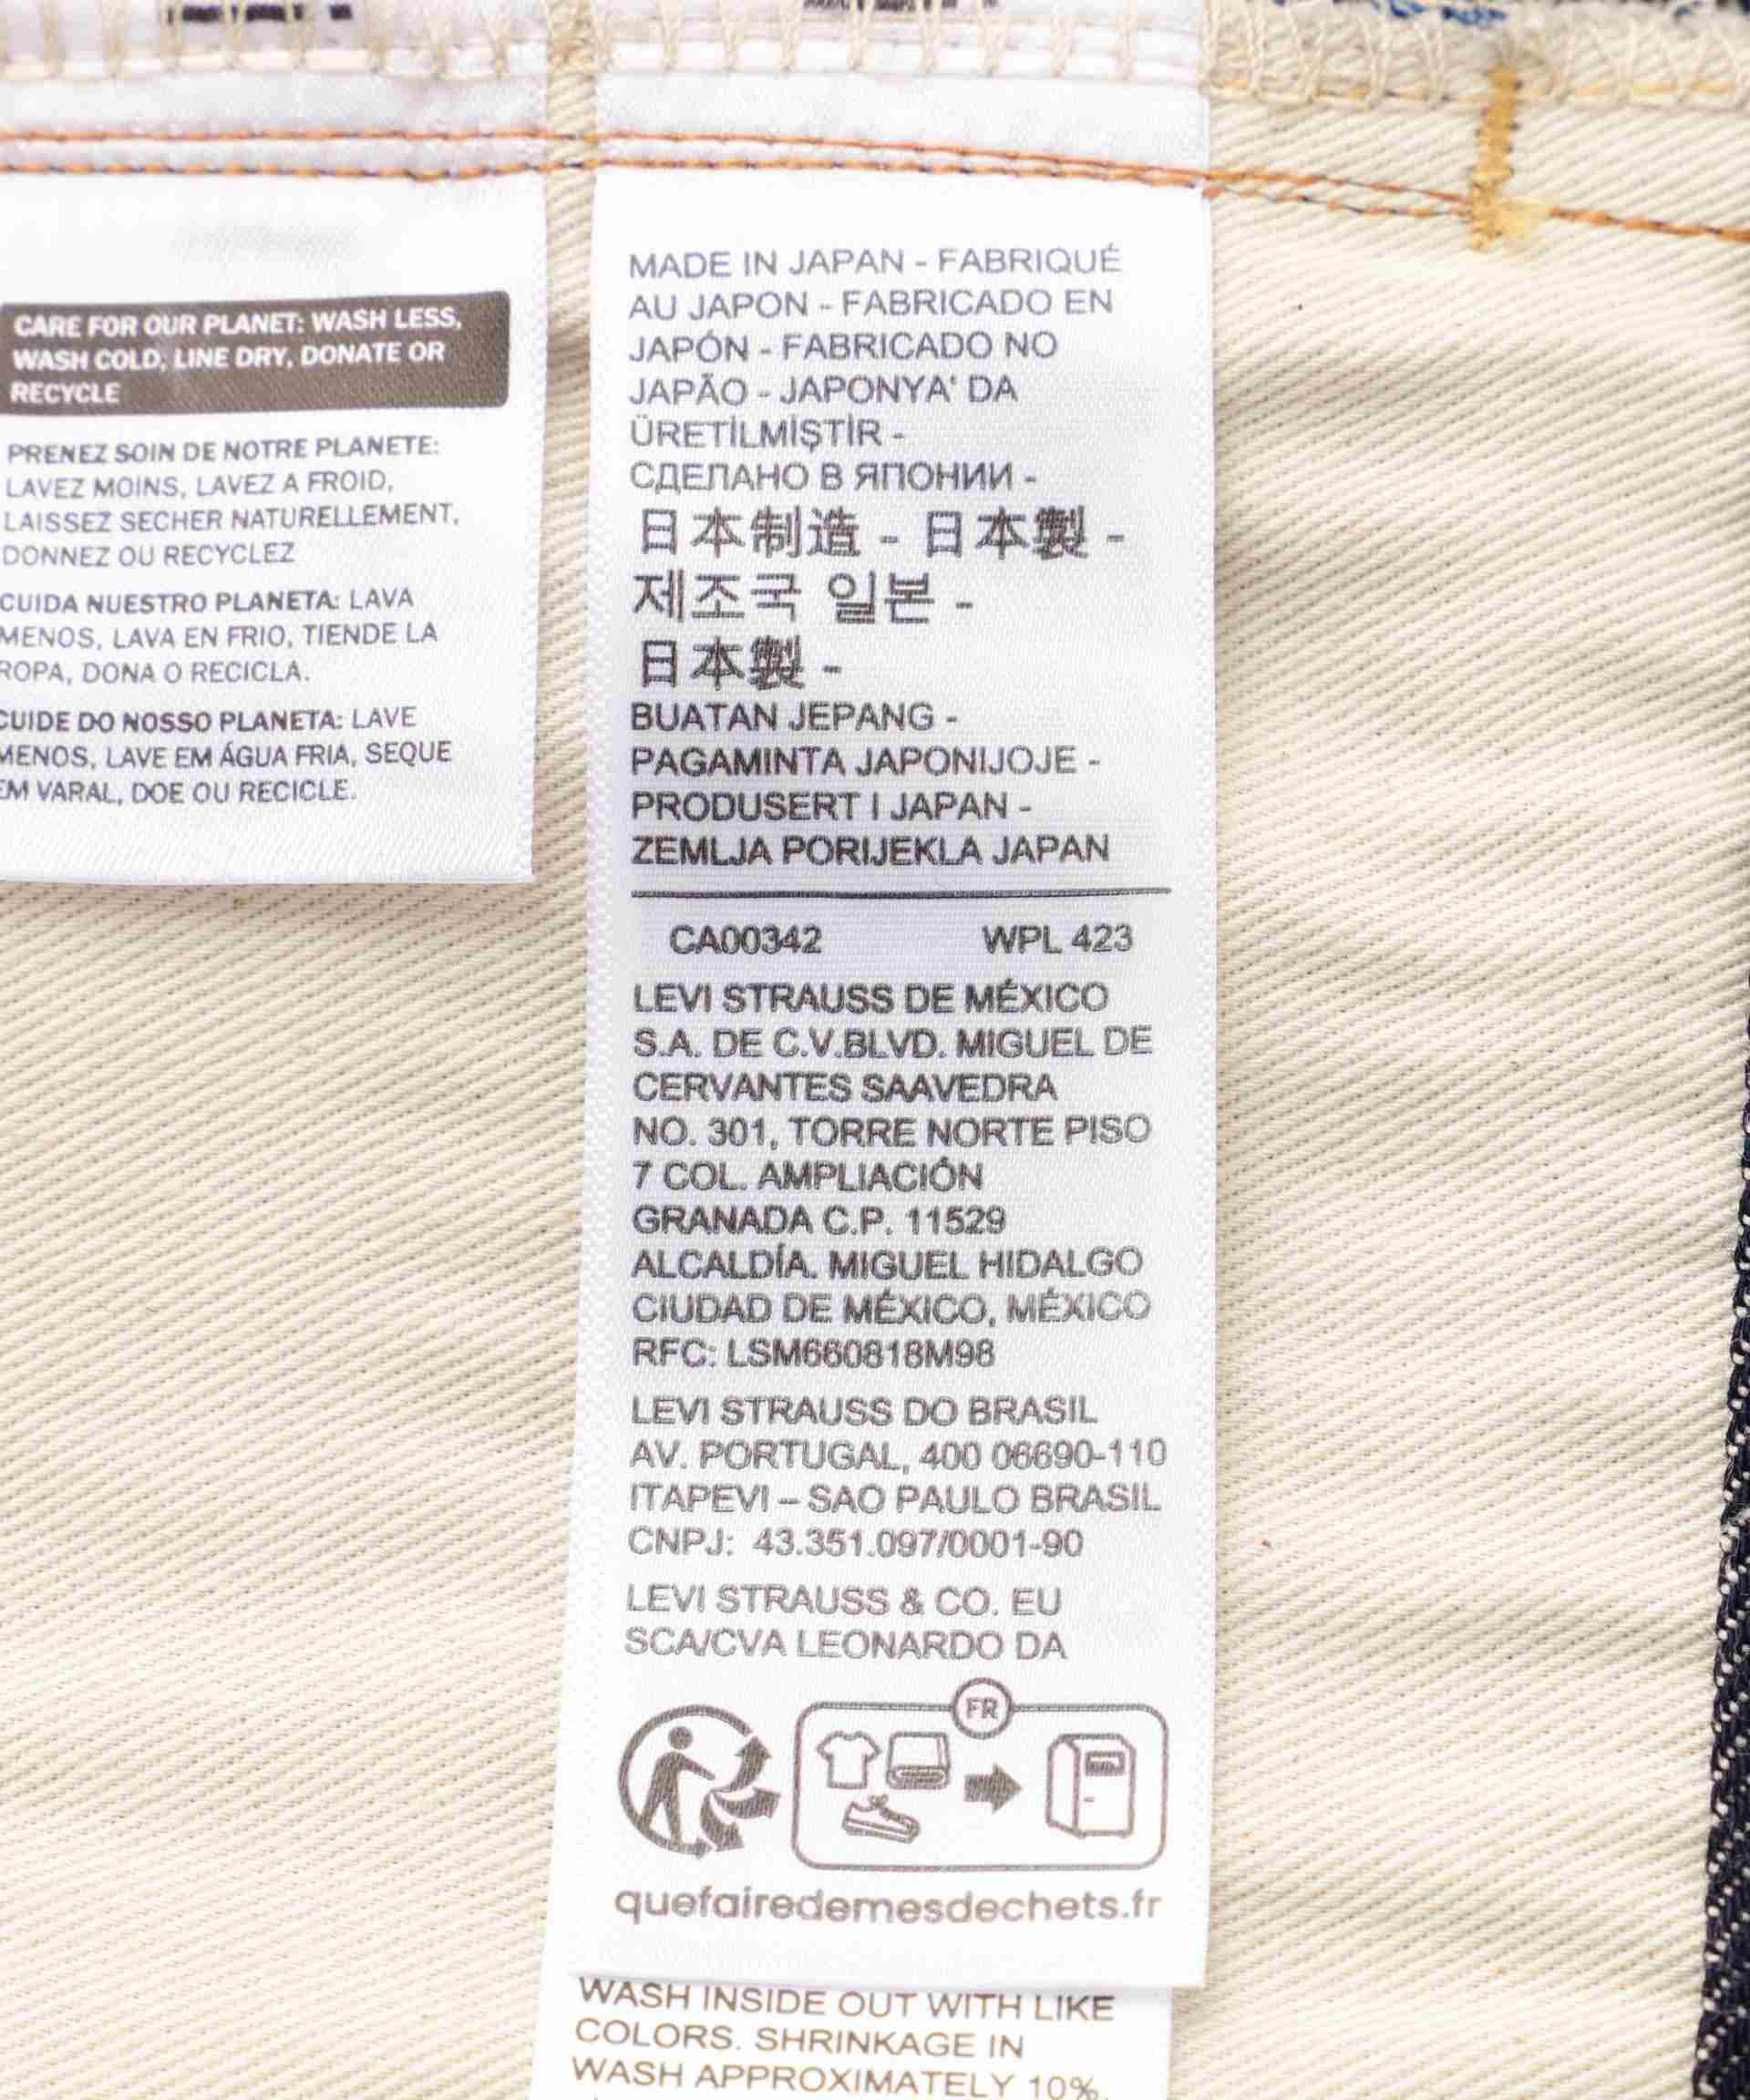 CARE FOR OUR PLANET: WASH LESS,
WASH COLD, LINE DRY, DONATE OR
RECYCLE
PRENEZ SOIN DE NOTRE PLANETE:
LAVEZ MOINS, LAVEZ A FROID,
LAISSEZ SECHER NATURELLEMENT,
DONNEZ OU RECYCLEZ
CUIDA NUESTRO PLANETA: LAVA
MENOS, LAVA EN FRIO, TIENDE LA
ROPA, DONA O RECICLA.
CUIDE DO NOSSO PLANETA: LAVE
MENOS, LAVE EM ÁGUA FRIA, SEQUE
EM VARAL, DOE OU RECICLE.
MADE IN JAPAN - FABRIQUÉ
AU JAPON - FABRICADO EN
JAPÓN - FABRICADO NO
JAPÃO - JAPONYA' DA
ÜRETİLMİŞTİR -
СДЕЛАНО В ЯПОНИИ -
日本制造 - 日本製 -
제조국 일본 -
日本製 -
BUATAN JEPANG -
PAGAMINTA JAPONIJOJE -
PRODUSERT I JAPAN -
ZEMLJA PORIJEKLA JAPAN
CA00342 WPL 423
LEVI STRAUSS DE MÉXICO
S.A. DE C.V.BLVD. MIGUEL DE
CERVANTES SAAVEDRA
NO. 301, TORRE NORTE PISO
7 COL. AMPLIACIÓN
GRANADA C.P. 11529
ALCALDÍA. MIGUEL HIDALGO
CIUDAD DE MÉXICO, MÉXICO
RFC: LSM660818M98
LEVI STRAUSS DO BRASIL
AV. PORTUGAL, 400 06690-110
ITAPEVI – SAO PAULO BRASIL
CNPJ: 43.351.097/0001-90
LEVI STRAUSS & CO. EU
SCA/CVA LEONARDO DA
FR
quefairedemesdechets.fr
WASH INSIDE OUT WITH LIKE
COLORS. SHRINKAGE IN
WASH APPROXIMATELY 10%.